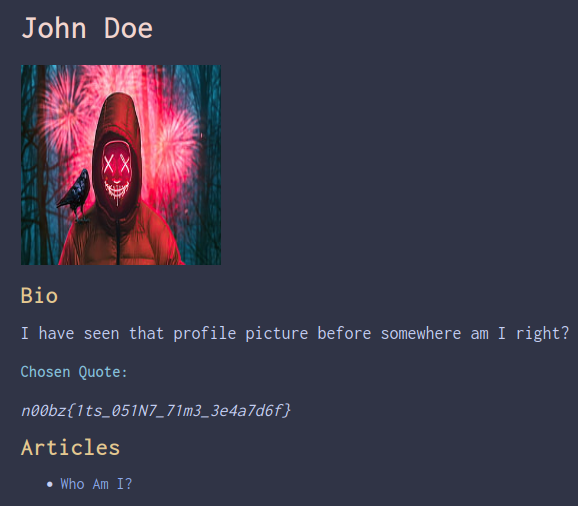 John Doe
Bio
I have seen that profile picture before somewhere am I right?
Chosen Quote:
n00bz{1ts_051N7_71m3_3e4a7d6f}
Articles
Who Am I?